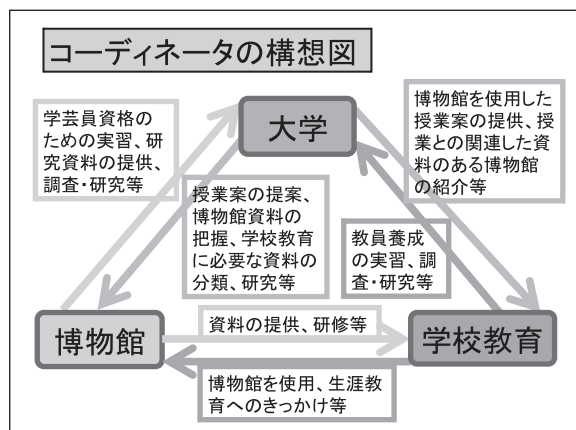 コーディネータの構想図
学芸員資格の
ための実習、研
究資料の提供、
調査・研究等
大学
博物館を使用した
授業案の提供、授
業との関連した資
料のある博物館
の紹介等
授業案の提案、
博物館資料の
把握、学校教育
に必要な資料の
分類、研究等
教員養成
の実習、調
査・研究等
博物館
資料の提供、研修等
学校教育
博物館を使用、生涯教
育へのきっかけ等